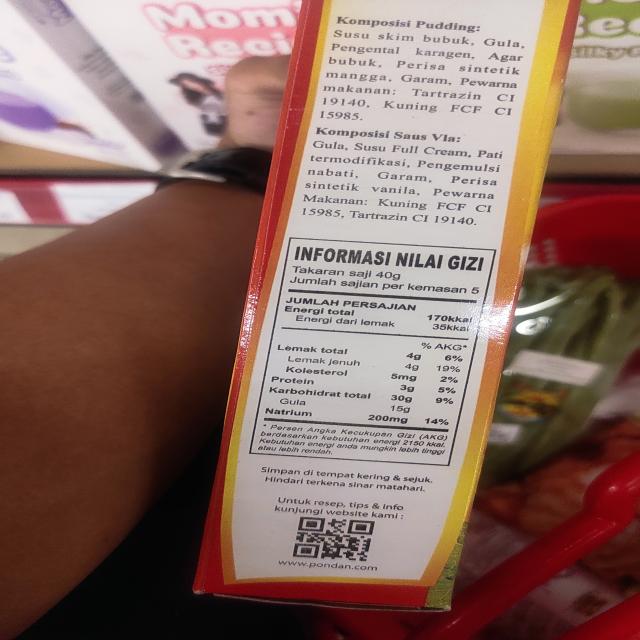 Mom
Reci
Komposisi Pudding:
Susu skim bubuk, Gula,
Pengental karagen, Agar
bubuk, Perisa sintetik
mangga, Garam, Pewarna
makanan: Tartrazin CI
19140, Kuning FCF CI
15985.
Komposisi Saus Vla:
Gula, Susu Full Cream, Pati
termodifikasi, Pengemulsi
nabati, Garam, Perisa
sintetik vanila, Pewarna
Makanan: Kuning FCF CI
15985, Tartrazin CI 19140.
INFORMASI NILAI GIZI
Takaran saji 40g
Jumlah sajian per kemasan 5
JUMLAH PERSAJIAN
Energi total 170kkal
Energi dari lemak 35kkal
% AKG*
Lemak total 4g 6%
Lemak jenuh 4g 19%
Kolesterol 5mg 2%
Protein 3g 5%
Karbohidrat total 30g 9%
Gula 15g
Natrium 200mg 14%
* Persen Angka Kecukupan Gizi (AKG)
berdasarkan kebutuhan energi 2150 kkal.
Kebutuhan energi anda mungkin lebih tinggi
atau lebih rendah.
Simpan di tempat kering & sejuk.
Hindari terkena sinar matahari.
Untuk resep, tips & info
kunjungi website kami :
www.pondan.com